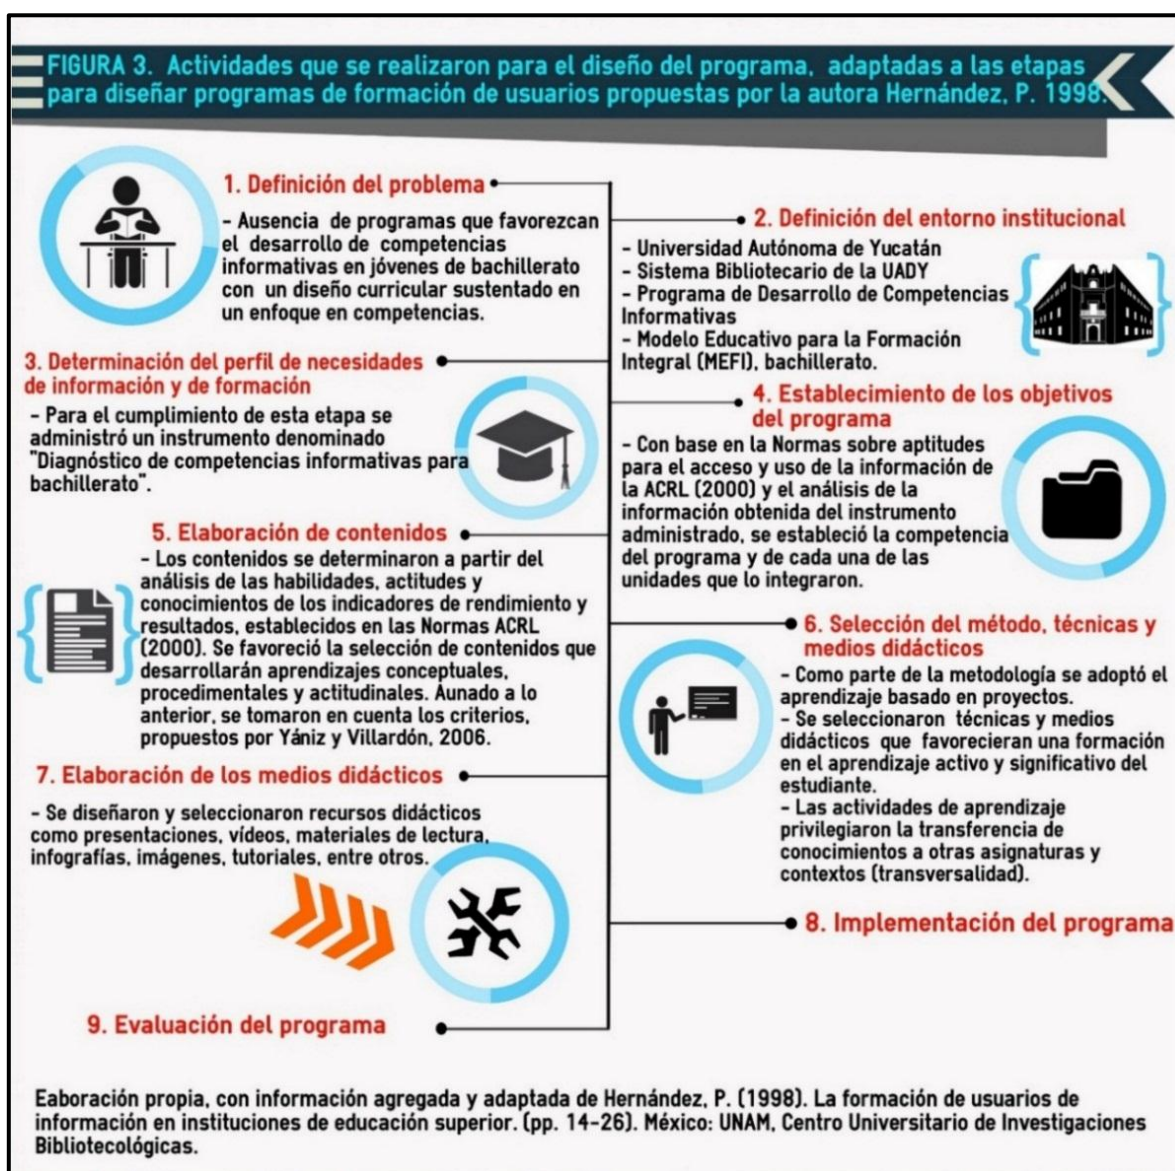 FIGURA 3. Actividades que se realizaron para el diseño del programa, adaptadas a las etapas
para diseñar programas de formación de usuarios propuestas por la autora Hernández, P. 1998.
1. Definición del problema
- Ausencia de programas que favorezcan
el desarrollo de competencias
informativas en jóvenes de bachillerato
con un diseño curricular sustentado en
un enfoque en competencias.
2. Definición del entorno institucional
- Universidad Autónoma de Yucatán
- Sistema Bibliotecario de la UADY
- Programa de Desarrollo de Competencias
Informativas
- Modelo Educativo para la Formación
Integral (MEFI), bachillerato.
3. Determinación del perfil de necesidades
de información y de formación
- Para el cumplimiento de esta etapa se
administró un instrumento denominado
"Diagnóstico de competencias informativas para
bachillerato".
4. Establecimiento de los objetivos
del programa
- Con base en la Normas sobre aptitudes
para el acceso y uso de la información de
la ACRL (2000) y el análisis de la
información obtenida del instrumento
administrado, se estableció la competencia
del programa y de cada una de las
unidades que lo integraron.
5. Elaboración de contenidos
- Los contenidos se determinaron a partir del
análisis de las habilidades, actitudes y
conocimientos de los indicadores de rendimiento y
resultados, establecidos en las Normas ACRL
(2000). Se favoreció la selección de contenidos que
desarrollarán aprendizajes conceptuales,
procedimentales y actitudinales. Aunado a lo
anterior, se tomaron en cuenta los criterios,
propuestos por Yániz y Villardón, 2006.
6. Selección del método, técnicas y
medios didácticos
- Como parte de la metodología se adoptó el
aprendizaje basado en proyectos.
- Se seleccionaron técnicas y medios
didácticos que favorecieran una formación
en el aprendizaje activo y significativo del
estudiante.
- Las actividades de aprendizaje
privilegiaron la transferencia de
conocimientos a otras asignaturas y
contextos (transversalidad).
7. Elaboración de los medios didácticos
- Se diseñaron y seleccionaron recursos didácticos
como presentaciones, vídeos, materiales de lectura,
infografías, imágenes, tutoriales, entre otros.
8. Implementación del programa
9. Evaluación del programa
Eaboración propia, con información agregada y adaptada de Hernández, P. (1998). La formación de usuarios de
información en instituciones de educación superior. (pp. 14-26). México: UNAM, Centro Universitario de Investigaciones
Bibliotecológicas.